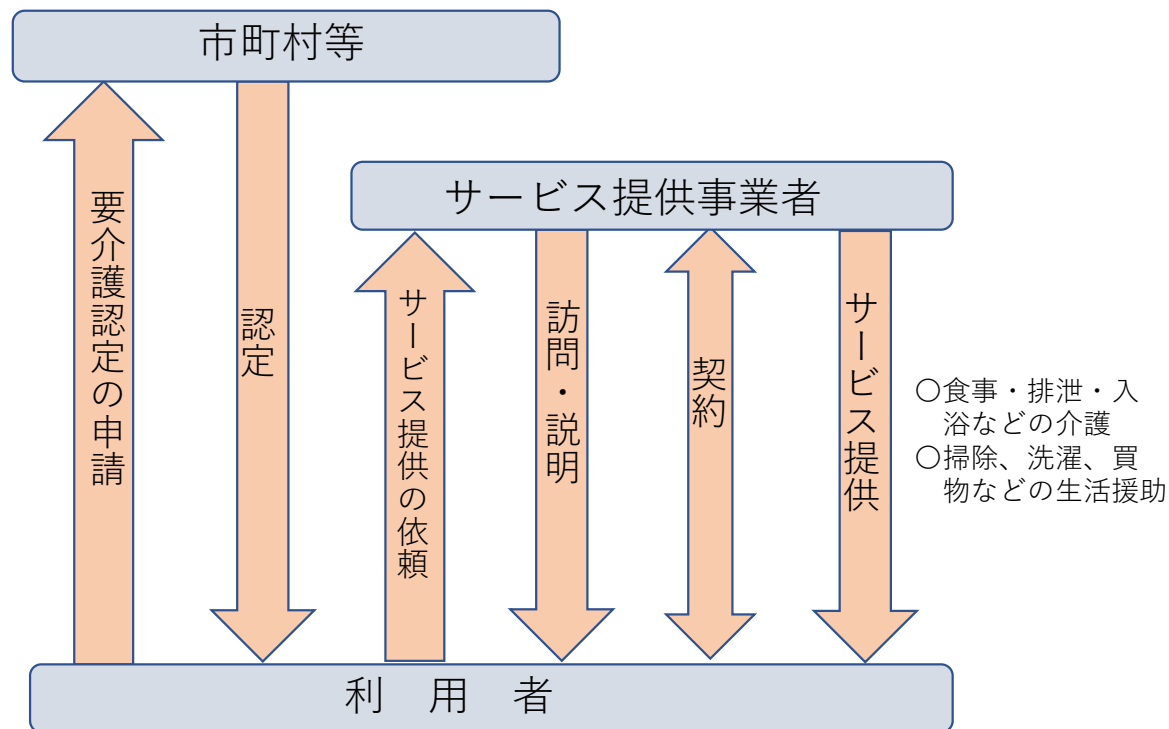 市町村等
サービス提供事業者
要介護認定の申請
認定
サービス提供の依頼
訪問・説明
契約
サービス提供
〇食事・排泄・入
浴などの介護
〇掃除、洗濯、買
物などの生活援助
利　用　者